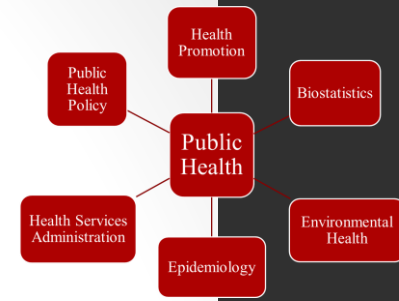 Health
Promotion
Public
Health
Policy
Biostatistics
Public
Health
Health Services
Administration
Environmental
Health
Epidemiology